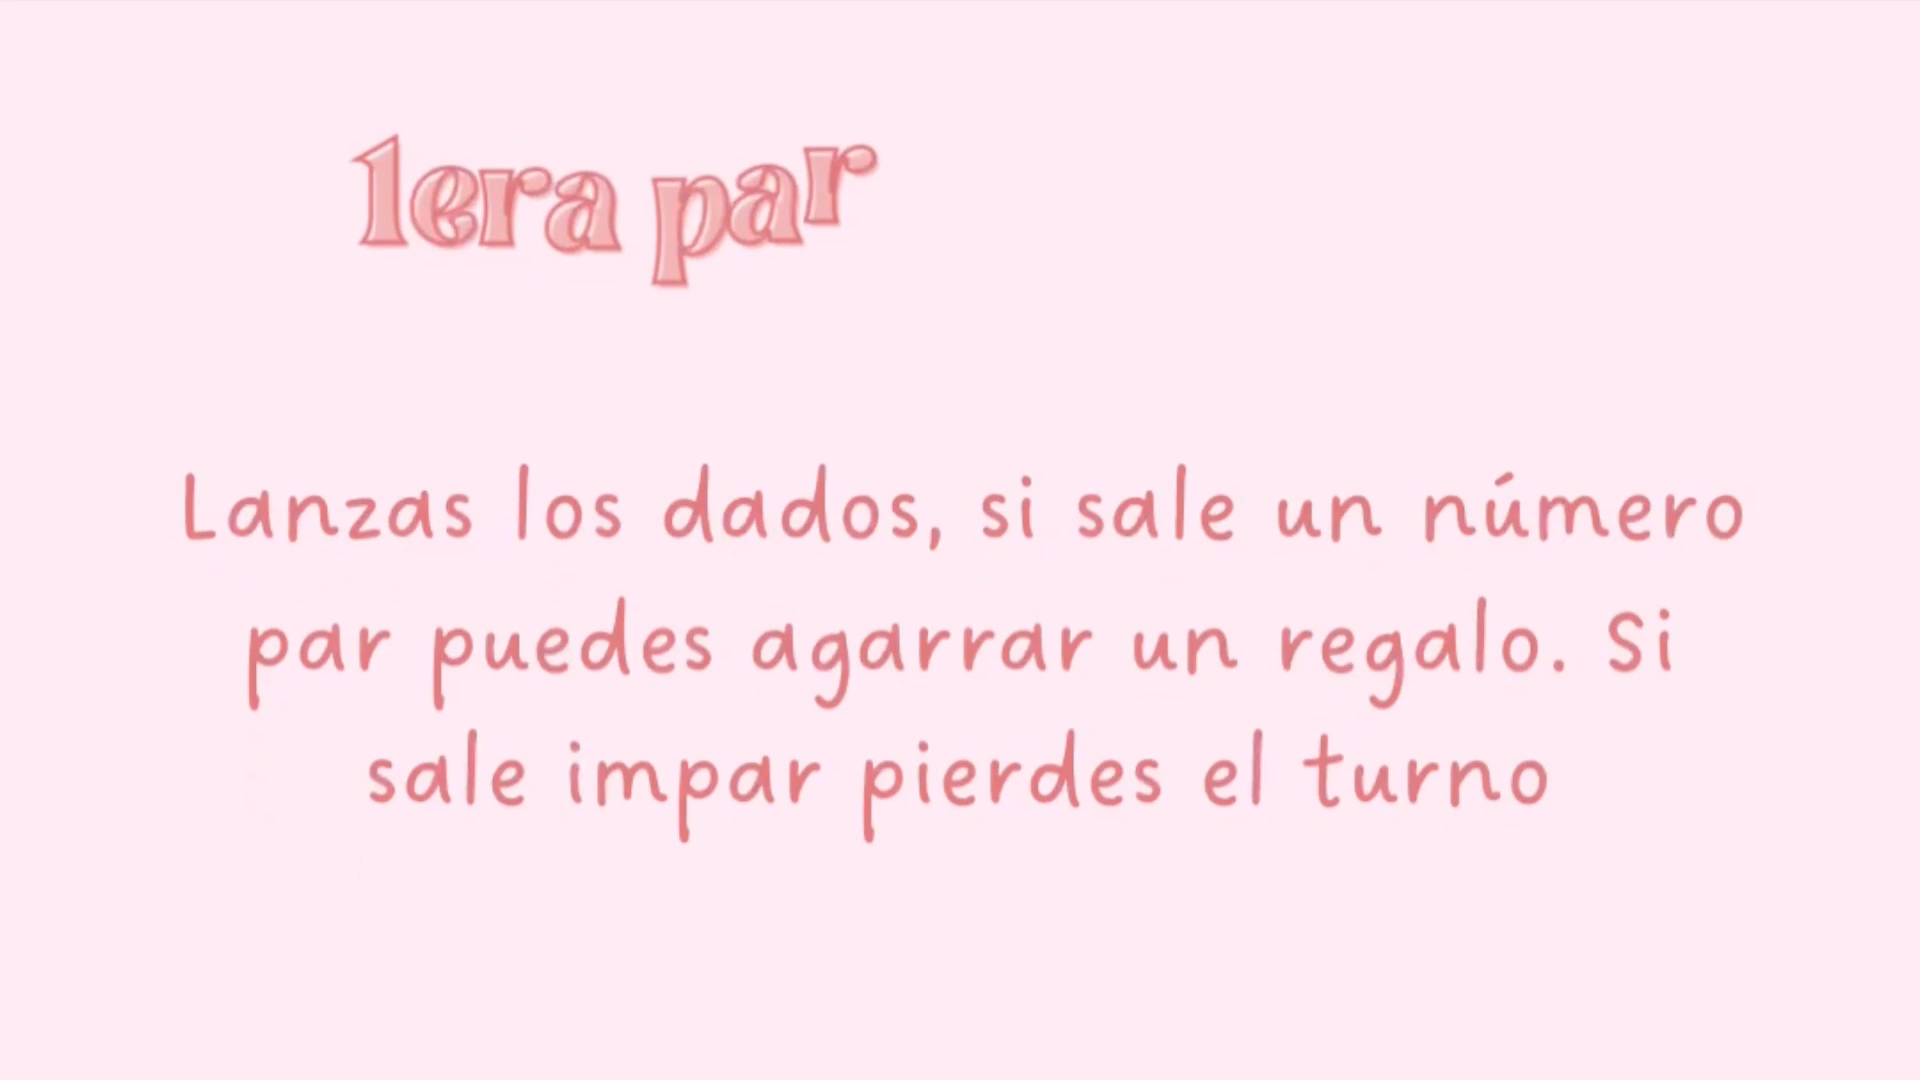 1era par
Lanzas los dados, si sale un número
par puedes agarrar un regalo. Si
sale impar pierdes el turno